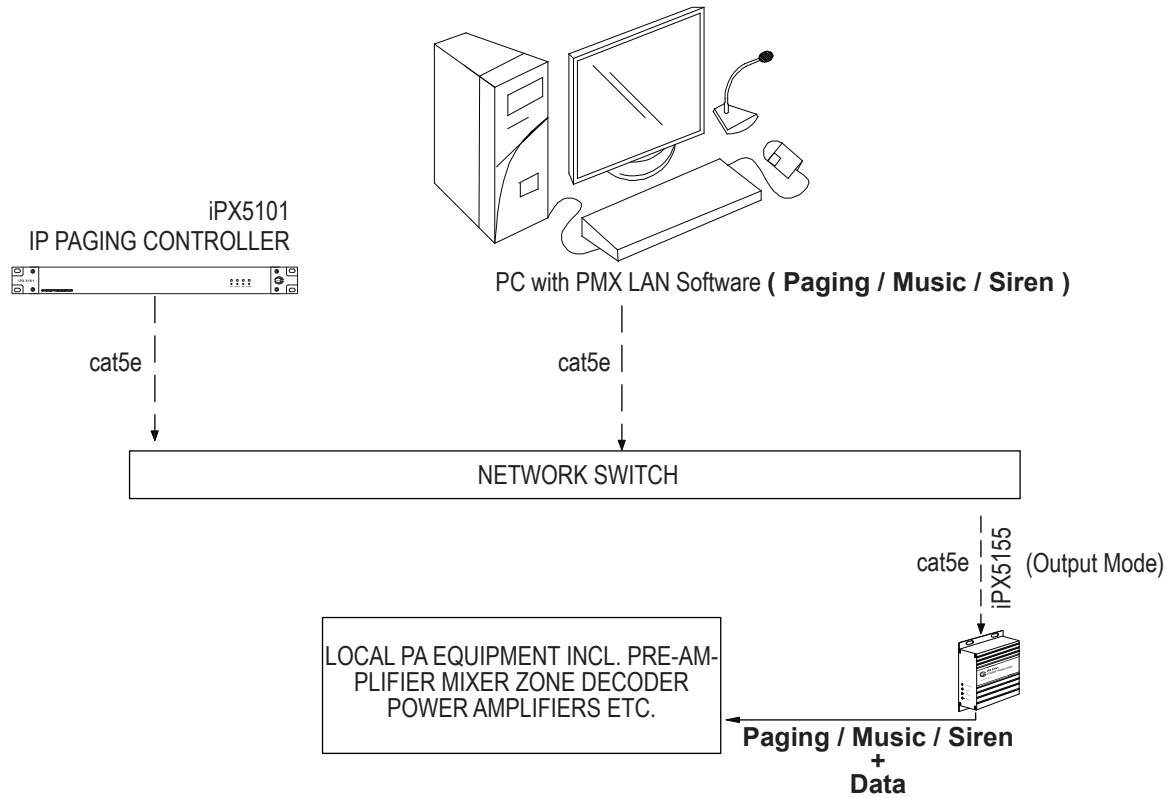 iPX5101
IP PAGING CONTROLLER
PC with PMX LAN Software ( Paging / Music / Siren )
cat5e
cat5e
NETWORK SWITCH
cat5e
iPX5155
(Output Mode)
LOCAL PA EQUIPMENT INCL. PRE-AM-
PLIFIER MIXER ZONE DECODER
POWER AMPLIFIERS ETC.
Paging / Music / Siren
+
Data